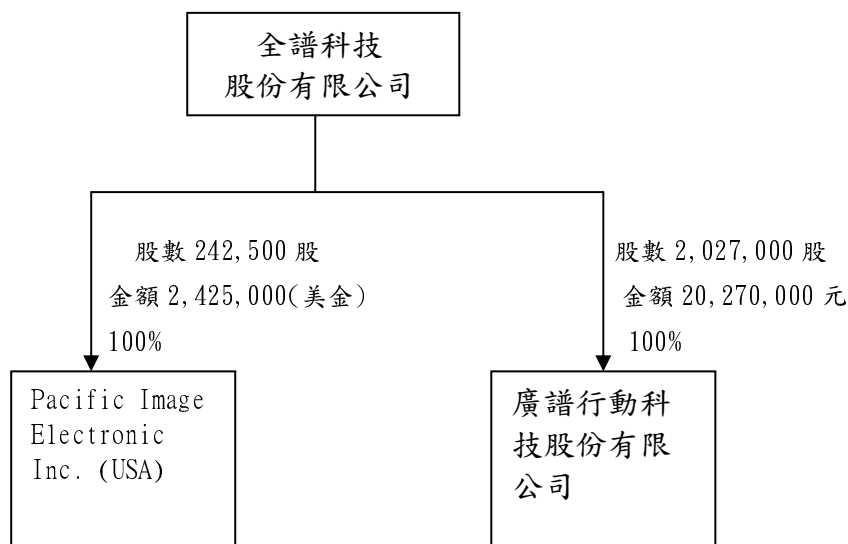 全譜科技
股份有限公司
股數 242,500 股
金額 2,425,000(美金)
100%
股數 2,027,000 股
金額 20,270,000 元
100%
Pacific Image
Electronic
Inc. (USA)
廣譜行動科
技股份有限
公司